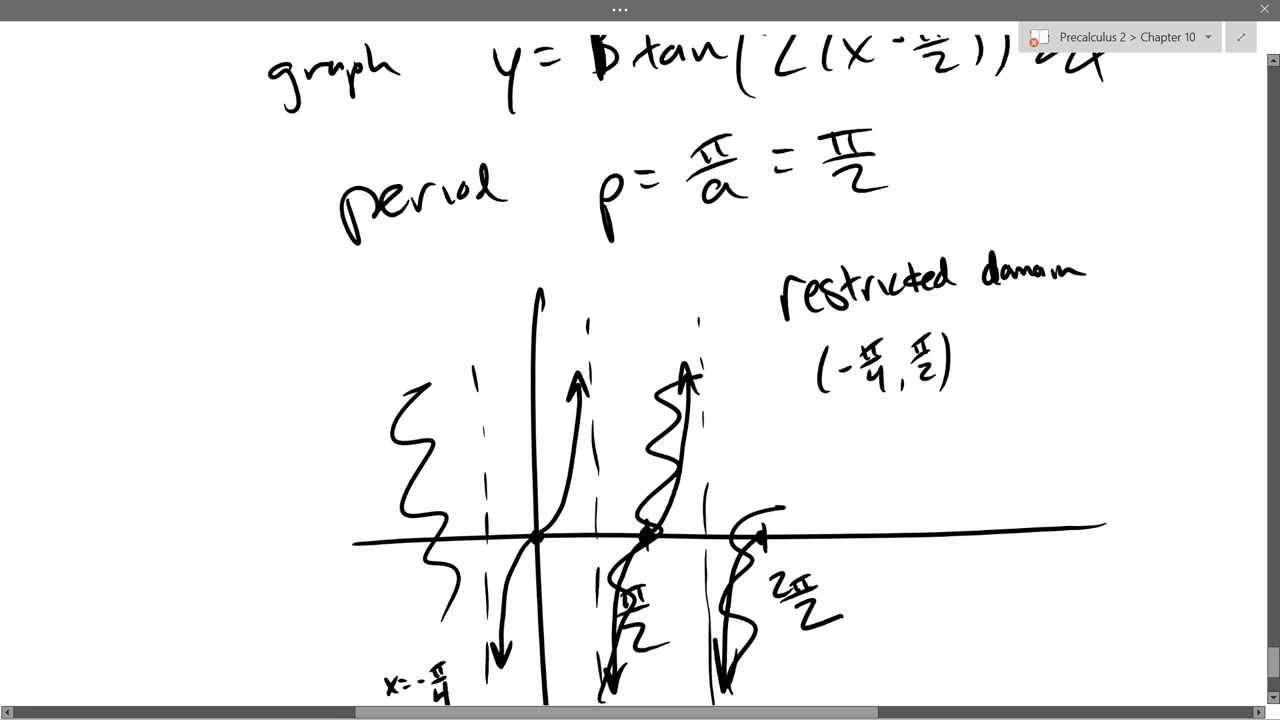 Precalculus 2 > Chapter 10
graph y = tan(2(x - π/2))
period p = π/a = π/2
restricted domain
(-π/4, π/2)
π/2
2π/2
x = -π/4